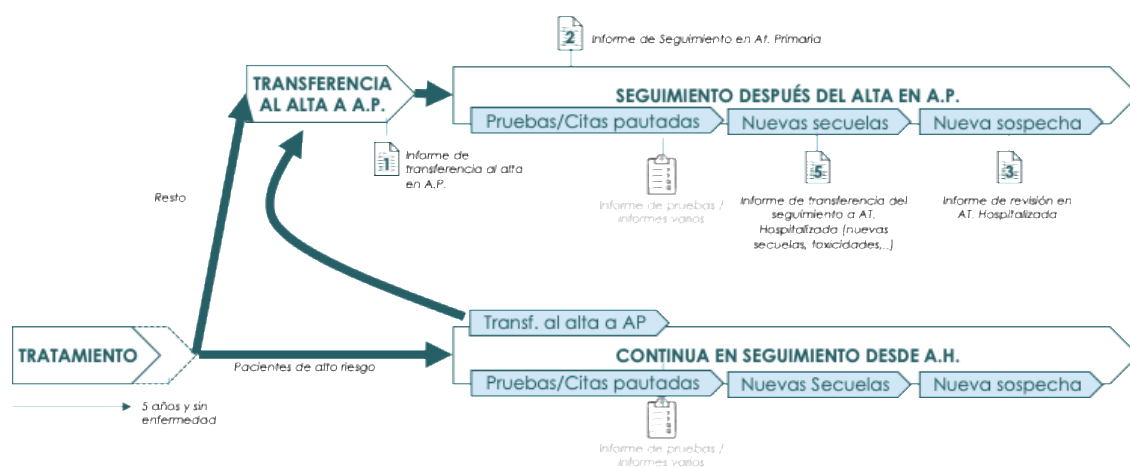 2
Informe de Seguimiento en At. Primaria
TRANSFERENCIA
AL ALTA A A.P.
SEGUIMIENTO DESPUÉS DEL ALTA EN A.P.
Pruebas/Citas pautadas
Nuevas secuelas
Nueva sospecha
1
Informe de
transferencia al alta
en A.P.
Resto
5
3
Informe de pruebas /
informes varios
Informe de transferencia del
seguimiento a AT.
Hospitalizada (nuevas
secuelas, toxicidades,..)
Informe de revisión en
AT. Hospitalizada
Transf. al alta a AP
TRATAMIENTO
CONTINUA EN SEGUIMIENTO DESDE A.H.
Pacientes de alto riesgo
Pruebas/Citas pautadas
Nuevas Secuelas
Nueva sospecha
5 años y sin
enfermedad
Informe de pruebas /
informes varios